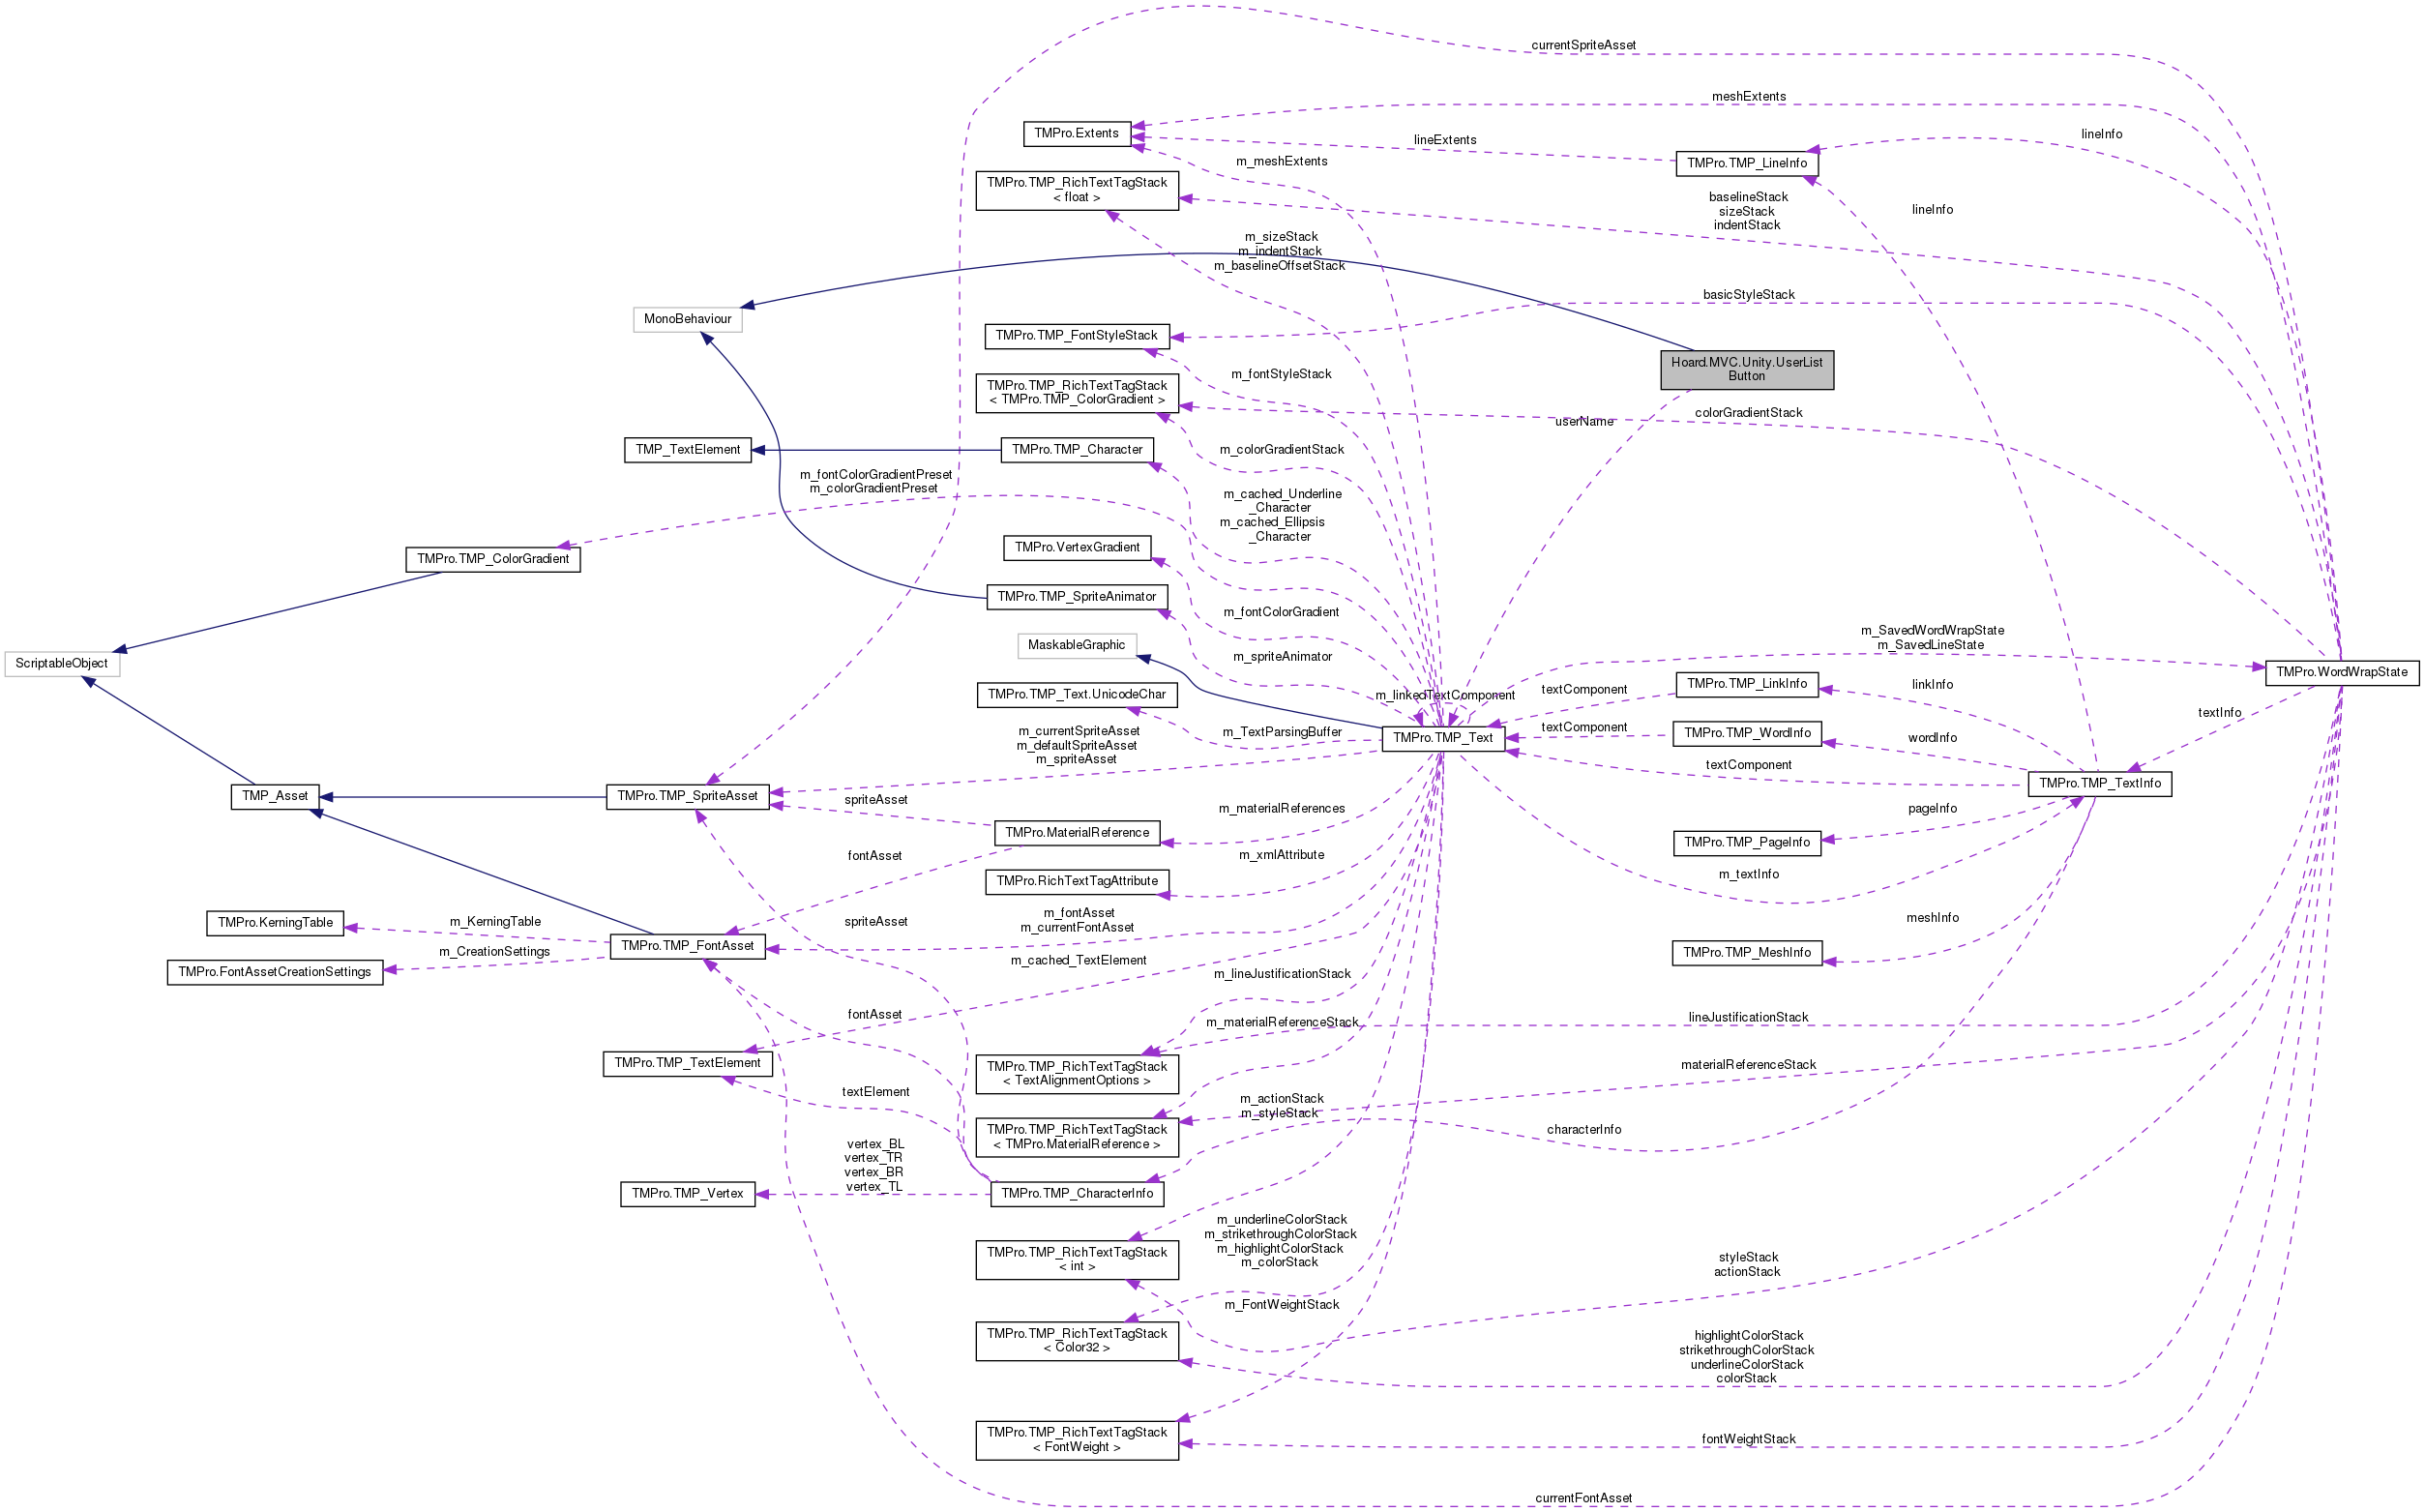 currentSpriteAsset
meshExtents
TMPro.Extents
lineExtents
lineInfo
m_meshExtents
TMPro.TMP_LineInfo
TMPro.TMP_RichTextTagStack
< float >
baselineStack
sizeStack
indentStack
lineInfo
m_sizeStack
m_indentStack
m_baselineOffsetStack
MonoBehaviour
basicStyleStack
TMPro.TMP_FontStyleStack
Hoard.MVC.Unity.UserList
Button
m_fontStyleStack
TMPro.TMP_RichTextTagStack
< TMPro.TMP_ColorGradient >
userName
colorGradientStack
TMP_TextElement
TMPro.TMP_Character
m_colorGradientStack
m_fontColorGradientPreset
m_colorGradientPreset
m_cached_Underline
_Character
m_cached_Ellipsis
_Character
TMPro.TMP_ColorGradient
TMPro.VertexGradient
TMPro.TMP_SpriteAnimator
m_fontColorGradient
ScriptableObject
MaskableGraphic
m_spriteAnimator
m_SavedWordWrapState
m_SavedLineState
TMPro.WordWrapState
TMPro.TMP_Text.UnicodeChar
m_linkedTextComponent
textComponent
TMPro.TMP_LinkInfo
linkInfo
textInfo
m_TextParsingBuffer
TMPro.TMP_Text
textComponent
TMPro.TMP_WordInfo
wordInfo
m_currentSpriteAsset
m_defaultSpriteAsset
m_spriteAsset
textComponent
TMPro.TMP_TextInfo
TMP_Asset
TMPro.TMP_SpriteAsset
spriteAsset
m_materialReferences
pageInfo
TMPro.MaterialReference
TMPro.TMP_PageInfo
fontAsset
m_xmlAttribute
TMPro.RichTextTagAttribute
m_textInfo
TMPro.KerningTable
m_KerningTable
spriteAsset
m_fontAsset
m_currentFontAsset
meshInfo
TMPro.TMP_FontAsset
m_CreationSettings
TMPro.FontAssetCreationSettings
m_cached_TextElement
m_lineJustificationStack
TMPro.TMP_MeshInfo
fontAsset
m_materialReferenceStack
lineJustificationStack
TMPro.TMP_TextElement
TMPro.TMP_RichTextTagStack
< TextAlignmentOptions >
materialReferenceStack
textElement
m_actionStack
m_styleStack
TMPro.TMP_RichTextTagStack
< TMPro.MaterialReference >
characterInfo
vertex_BL
vertex_TR
vertex_BR
vertex_TL
TMPro.TMP_Vertex
TMPro.TMP_CharacterInfo
m_underlineColorStack
m_strikethroughColorStack
m_highlightColorStack
m_colorStack
TMPro.TMP_RichTextTagStack
< int >
styleStack
actionStack
m_FontWeightStack
TMPro.TMP_RichTextTagStack
< Color32 >
highlightColorStack
strikethroughColorStack
underlineColorStack
colorStack
TMPro.TMP_RichTextTagStack
< FontWeight >
fontWeightStack
currentFontAsset